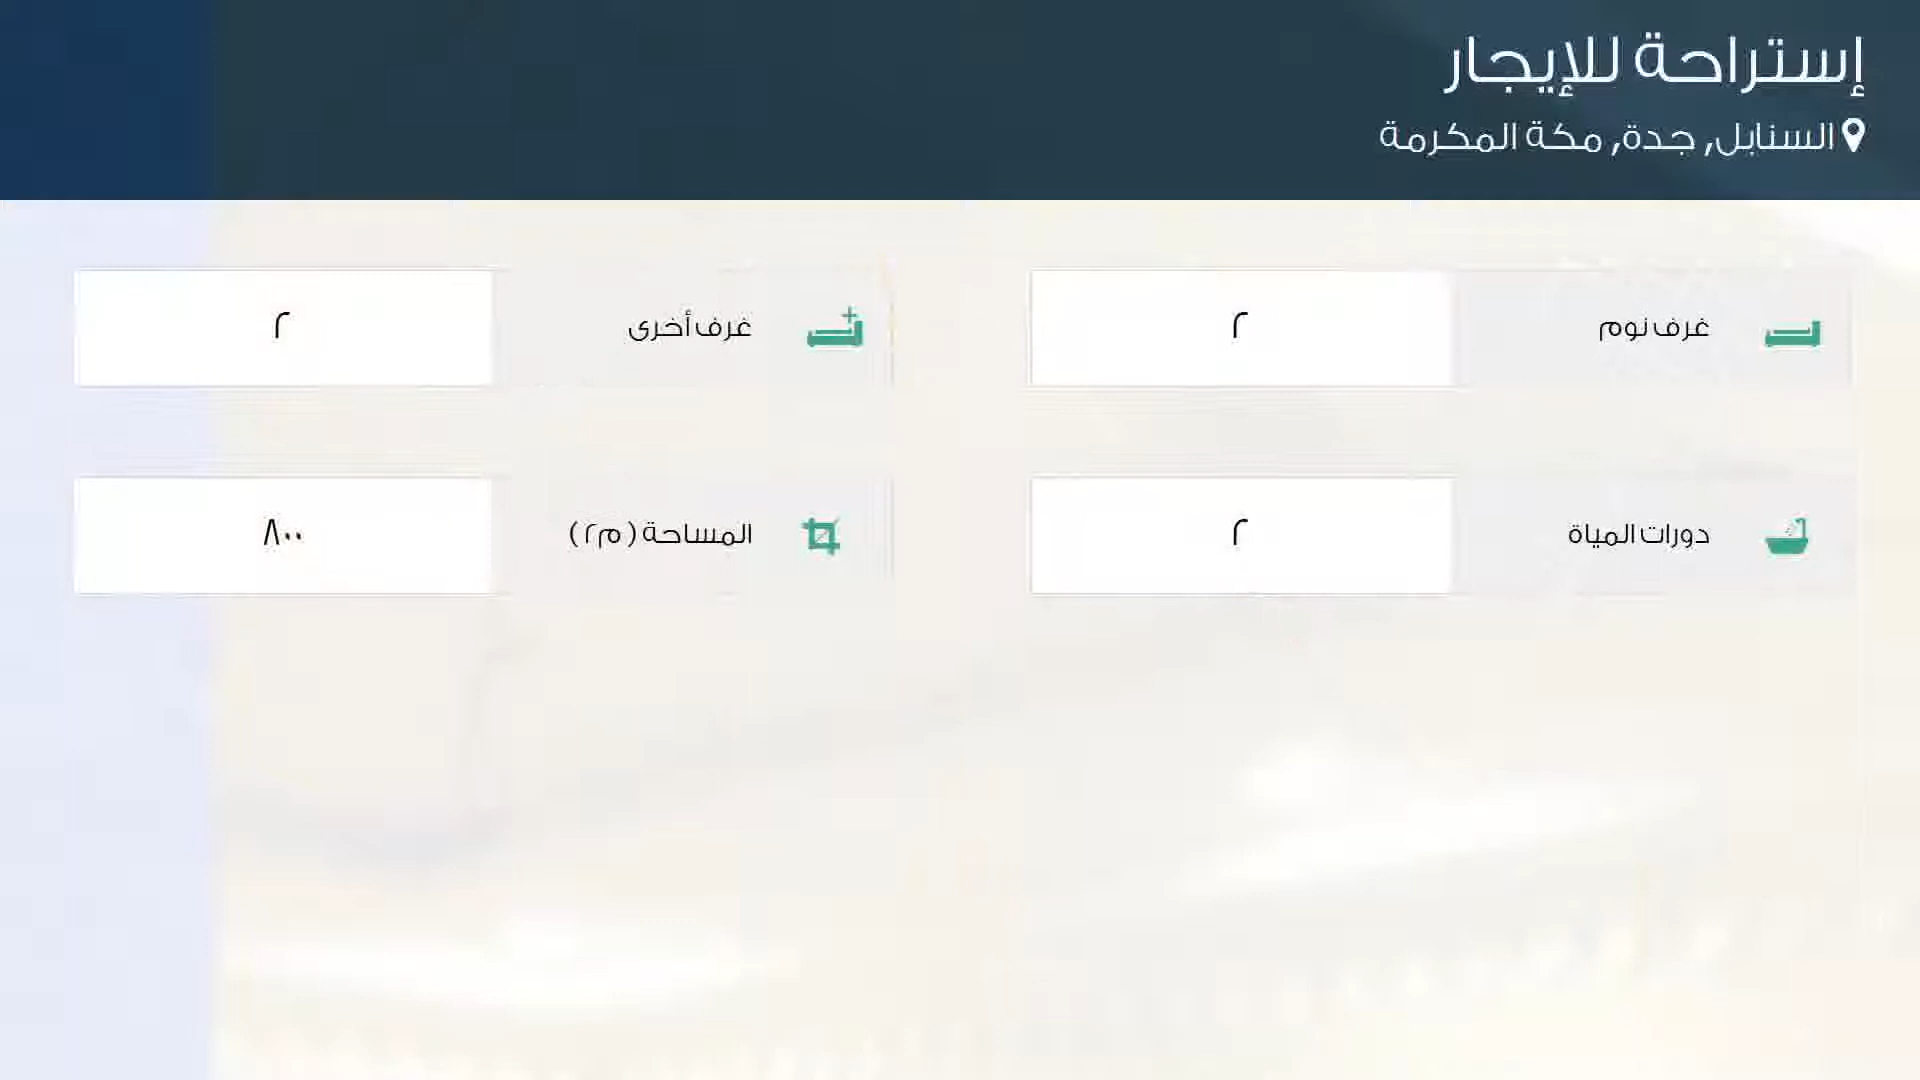 إستراحة للإيجار
السنابل, جدة, مكة المكرمة
غرف نوم
٢
غرف أخرى
٢
دورات المياة
٢
المساحة (م٢)
٨٠٠